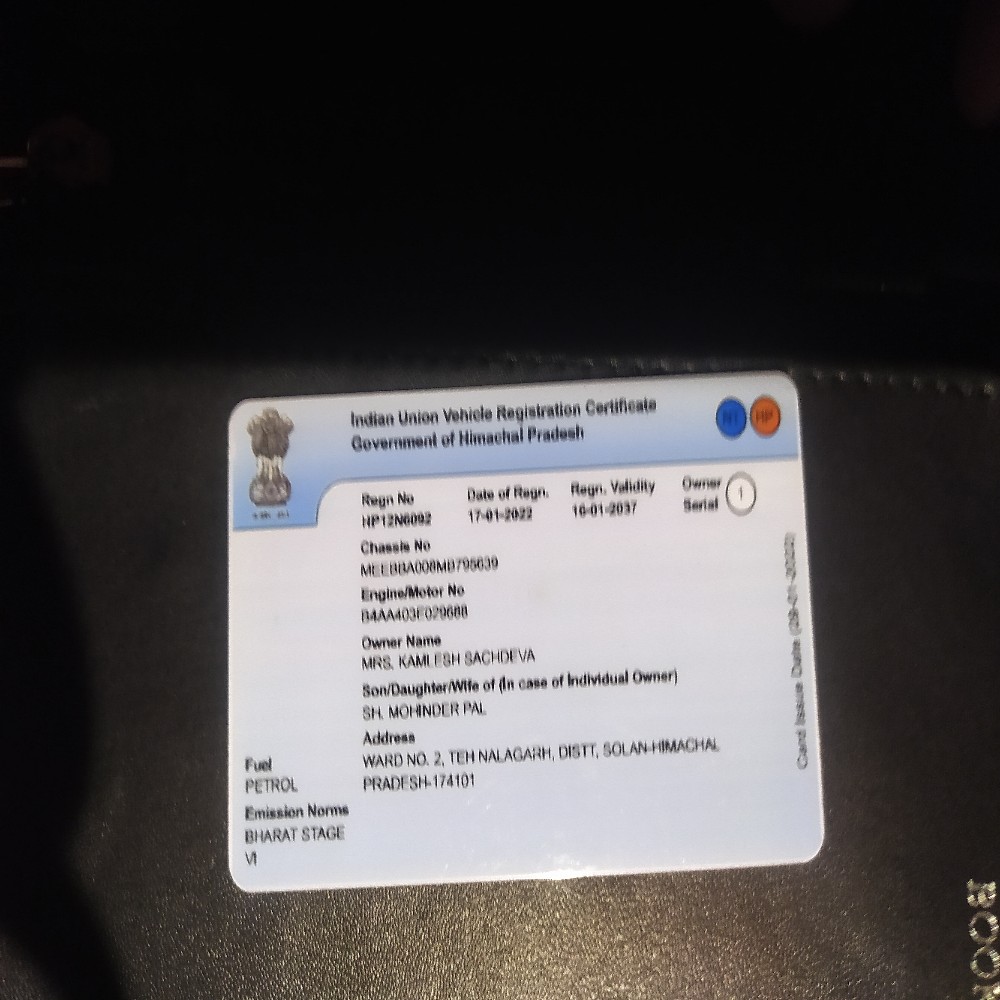 Indian Union Vehicle Registration Certificate
Government of Himachal Pradesh
HP
Regn No
HP12N6092
Date of Regn.
17-01-2022
Regn. Validity
16-01-2037
Owner
Serial
1
Chassis No
Engine/Motor No
Owner Name
MRS. KAMLESH SACHDEVA
Son/Daughter/Wife of (In case of Individual Owner)
SH. MOHINDER PAL
Address
WARD NO. 2, TEH NALAGARH, DISTT, SOLAN-HIMACHAL
PRADESH-174101
Fuel
PETROL
Emission Norms
BHARAT STAGE
VI
Card Issue Date